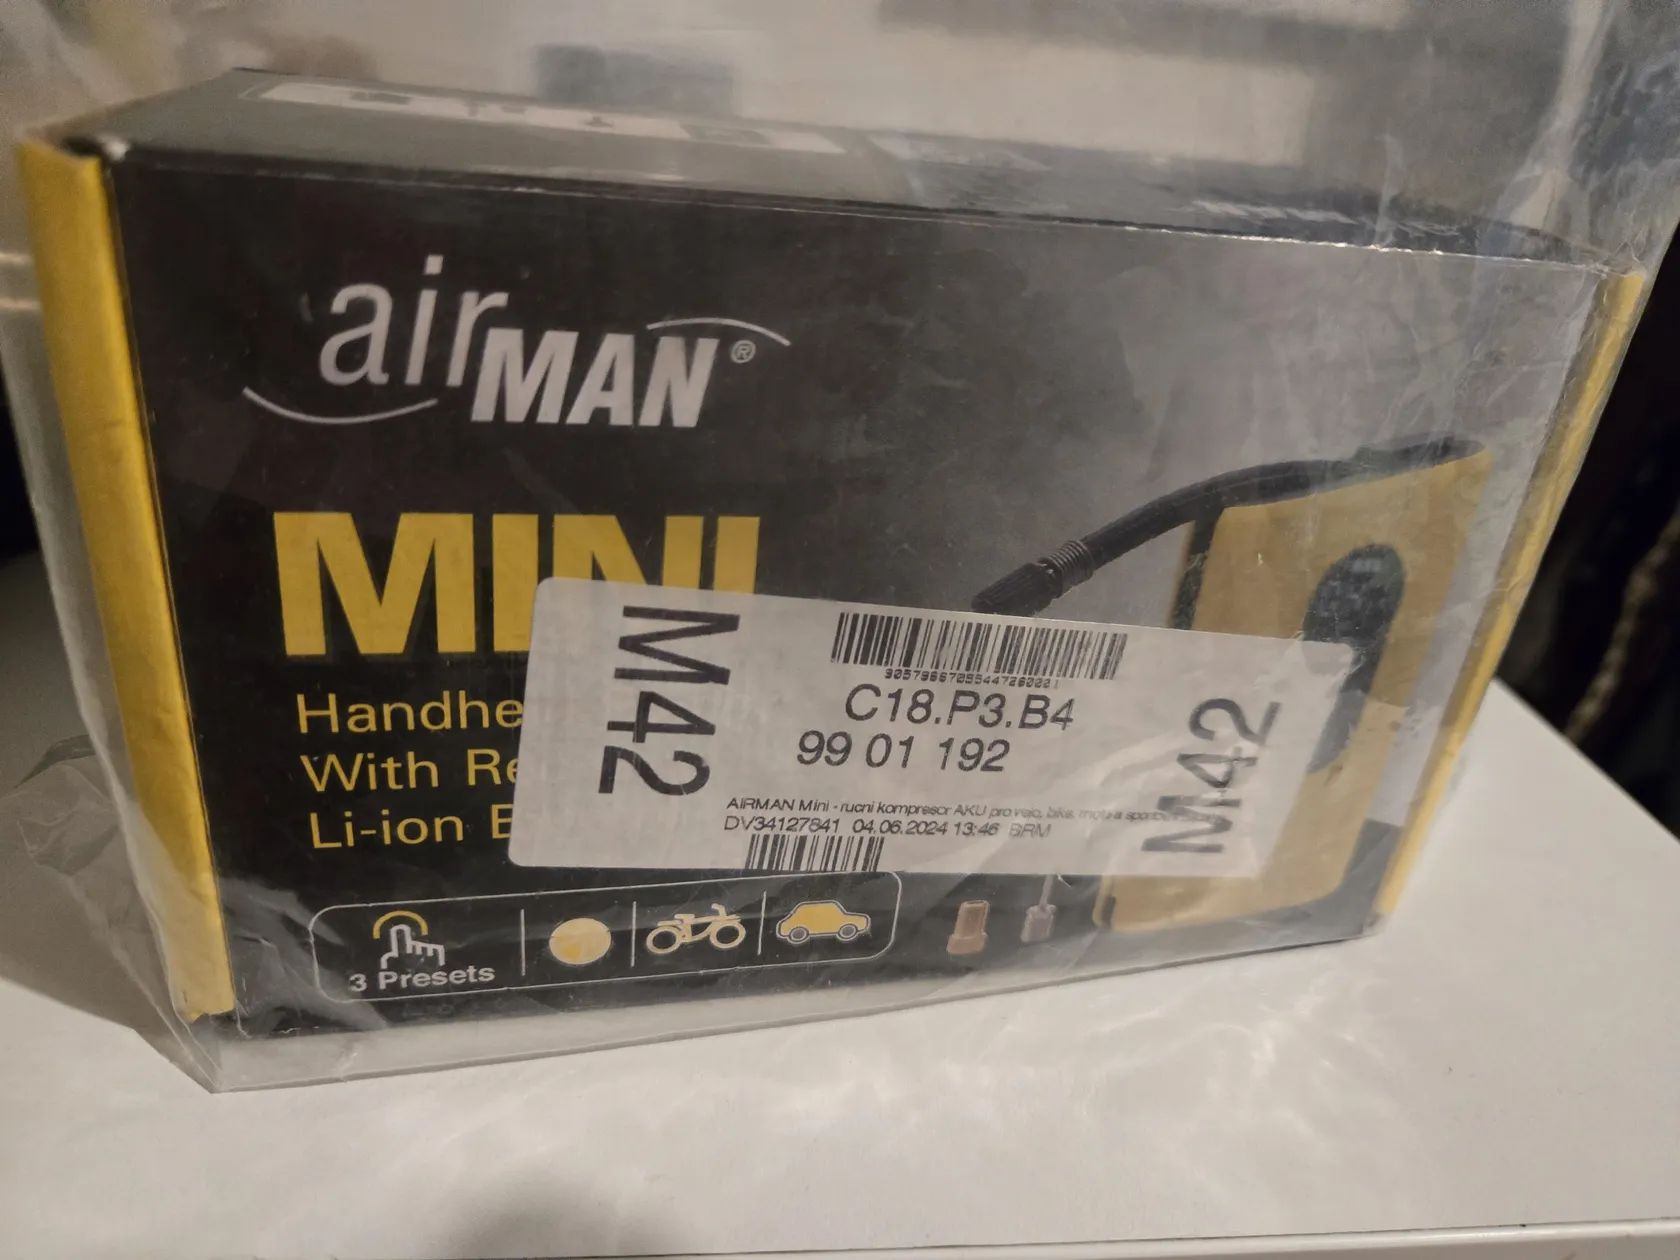 airMAN®
MINI
Handhe
With Re
Li-ion B
M42
C18.P3.B4
99 01 192
AIRMAN Mini - rucni kompresor AKU pro velo, bike, moto a
DV34127841 04.06.2024 13:46 BRM
M42
3 Presets